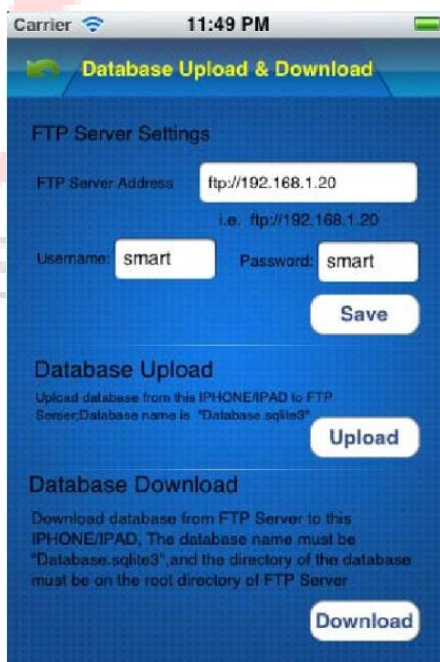 Carrier 11:49 PM
Database Upload & Download
FTP Server Settings
FTP Server Address ftp://192.168.1.20
i.e. ftp://192.168.1.20
Username: smart Password: smart
Save
Database Upload
Upload database from this IPHONE/IPAD to FTP
Server;Database name is "Database.sqlite3"
Upload
Database Download
Download database from FTP Server to this
IPHONE/IPAD, The database name must be
"Database.sqlite3",and the directory of the database
must be on the root directory of FTP Server
Download